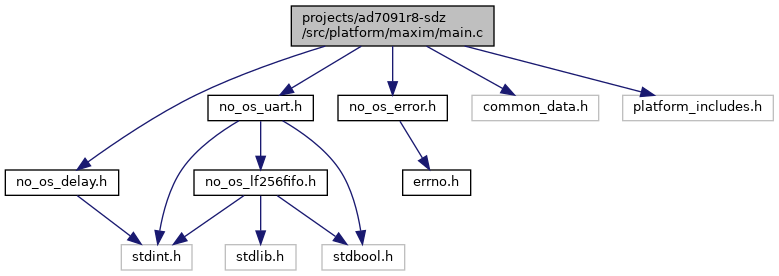 projects/ad7091r8-sdz
/src/platform/maxim/main.c
no_os_uart.h
no_os_error.h
common_data.h
platform_includes.h
no_os_delay.h
no_os_lf256fifo.h
errno.h
stdint.h
stdlib.h
stdbool.h